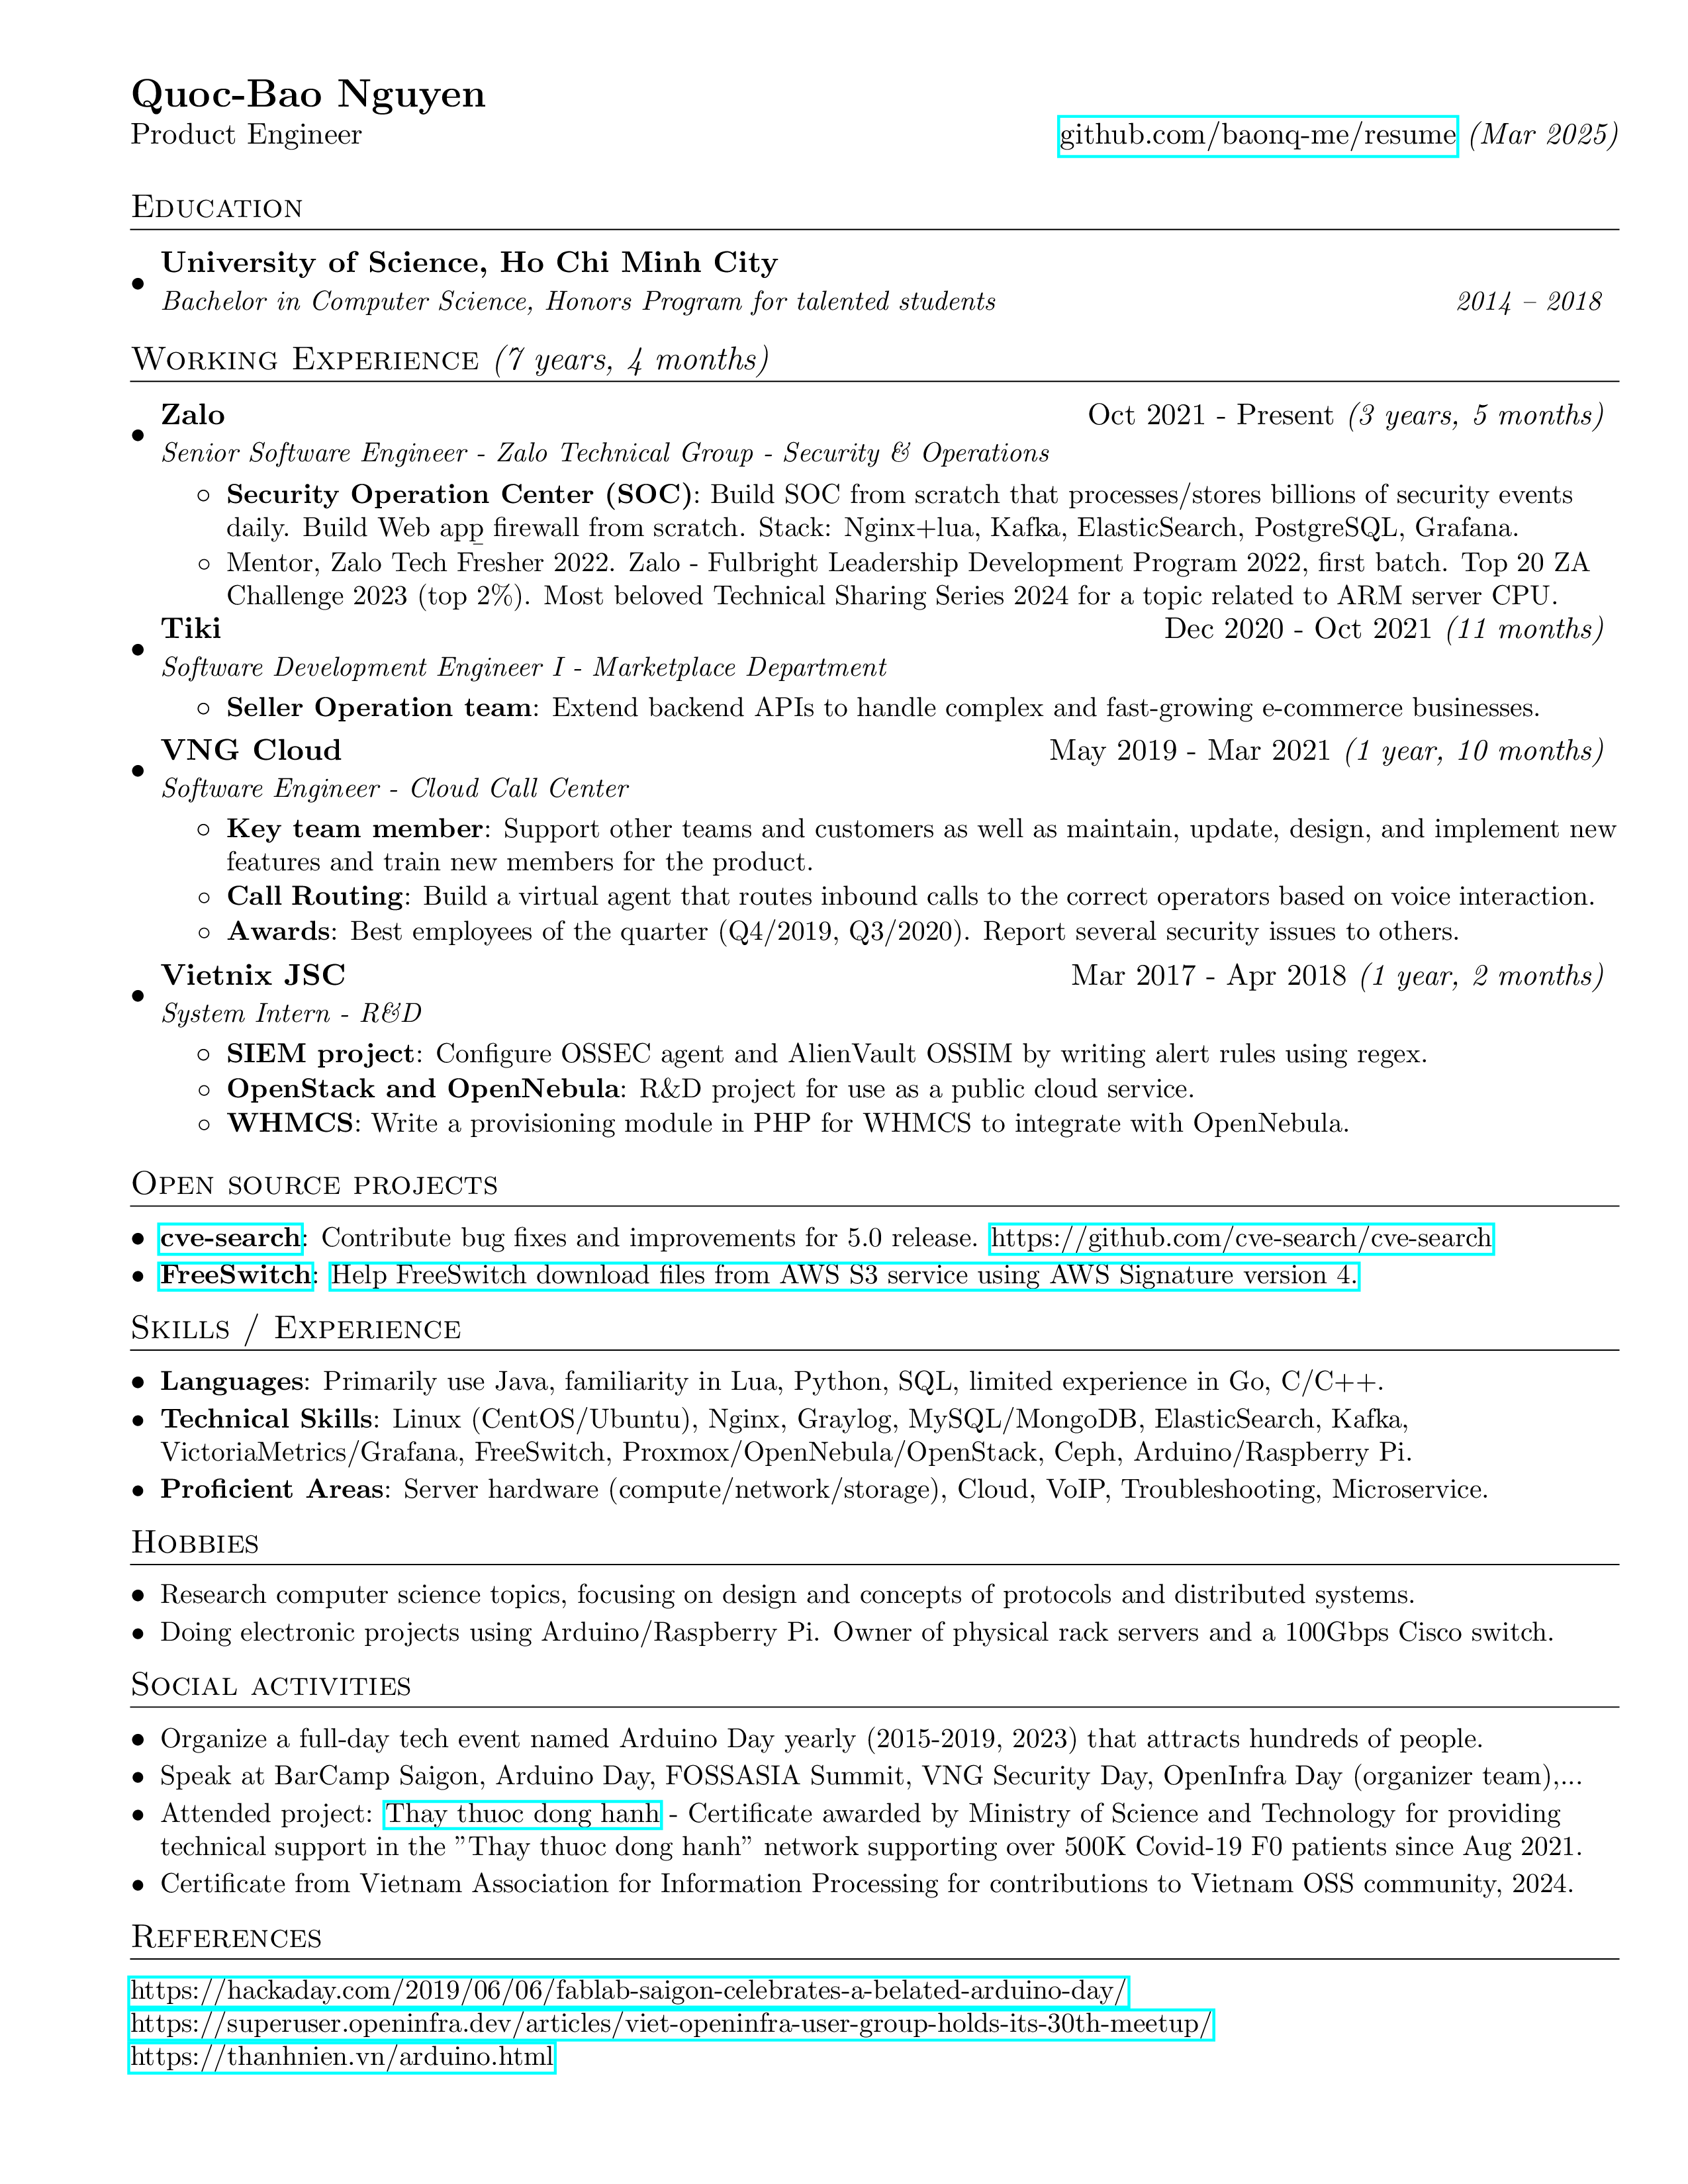 Quoc-Bao Nguyen
Product Engineer github.com/baonq-me/resume (Mar 2025)
Education
• University of Science, Ho Chi Minh City
Bachelor in Computer Science, Honors Program for talented students 2014 – 2018
Working Experience (7 years, 4 months)
• Zalo Oct 2021 - Present (3 years, 5 months)
Senior Software Engineer - Zalo Technical Group - Security & Operations
◦ Security Operation Center (SOC): Build SOC from scratch that processes/stores billions of security events
daily. Build Web app firewall from scratch. Stack: Nginx+lua, Kafka, ElasticSearch, PostgreSQL, Grafana.
◦ Mentor, Zalo Tech Fresher 2022. Zalo - Fulbright Leadership Development Program 2022, first batch. Top 20 ZA
Challenge 2023 (top 2%). Most beloved Technical Sharing Series 2024 for a topic related to ARM server CPU.
• Tiki Dec 2020 - Oct 2021 (11 months)
Software Development Engineer I - Marketplace Department
◦ Seller Operation team: Extend backend APIs to handle complex and fast-growing e-commerce businesses.
• VNG Cloud May 2019 - Mar 2021 (1 year, 10 months)
Software Engineer - Cloud Call Center
◦ Key team member: Support other teams and customers as well as maintain, update, design, and implement new
features and train new members for the product.
◦ Call Routing: Build a virtual agent that routes inbound calls to the correct operators based on voice interaction.
◦ Awards: Best employees of the quarter (Q4/2019, Q3/2020). Report several security issues to others.
• Vietnix JSC Mar 2017 - Apr 2018 (1 year, 2 months)
System Intern - R&D
◦ SIEM project: Configure OSSEC agent and AlienVault OSSIM by writing alert rules using regex.
◦ OpenStack and OpenNebula: R&D project for use as a public cloud service.
◦ WHMCS: Write a provisioning module in PHP for WHMCS to integrate with OpenNebula.
Open source projects
• cve-search: Contribute bug fixes and improvements for 5.0 release. https://github.com/cve-search/cve-search
• FreeSwitch: Help FreeSwitch download files from AWS S3 service using AWS Signature version 4.
Skills / Experience
• Languages: Primarily use Java, familiarity in Lua, Python, SQL, limited experience in Go, C/C++.
• Technical Skills: Linux (CentOS/Ubuntu), Nginx, Graylog, MySQL/MongoDB, ElasticSearch, Kafka,
VictoriaMetrics/Grafana, FreeSwitch, Proxmox/OpenNebula/OpenStack, Ceph, Arduino/Raspberry Pi.
• Proficient Areas: Server hardware (compute/network/storage), Cloud, VoIP, Troubleshooting, Microservice.
Hobbies
• Research computer science topics, focusing on design and concepts of protocols and distributed systems.
• Doing electronic projects using Arduino/Raspberry Pi. Owner of physical rack servers and a 100Gbps Cisco switch.
Social activities
• Organize a full-day tech event named Arduino Day yearly (2015-2019, 2023) that attracts hundreds of people.
• Speak at BarCamp Saigon, Arduino Day, FOSSASIA Summit, VNG Security Day, OpenInfra Day (organizer team),...
• Attended project: Thay thuoc dong hanh - Certificate awarded by Ministry of Science and Technology for providing
technical support in the ”Thay thuoc dong hanh” network supporting over 500K Covid-19 F0 patients since Aug 2021.
• Certificate from Vietnam Association for Information Processing for contributions to Vietnam OSS community, 2024.
References
https://hackaday.com/2019/06/06/fablab-saigon-celebrates-a-belated-arduino-day/
https://superuser.openinfra.dev/articles/viet-openinfra-user-group-holds-its-30th-meetup/
https://thanhnien.vn/arduino.html